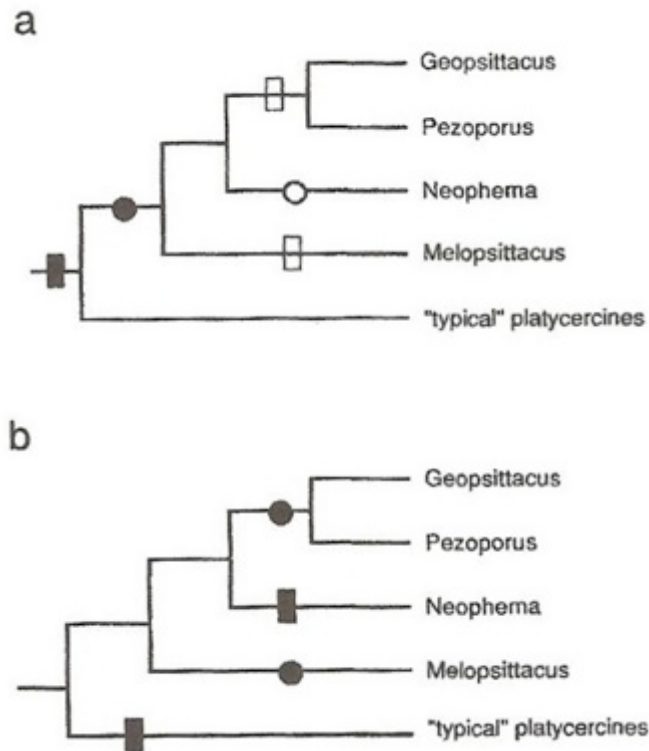 a
Geopsittacus
Pezoporus
Neophema
Melopsittacus
"typical" platycercines
b
Geopsittacus
Pezoporus
Neophema
Melopsittacus
"typical" platycercines